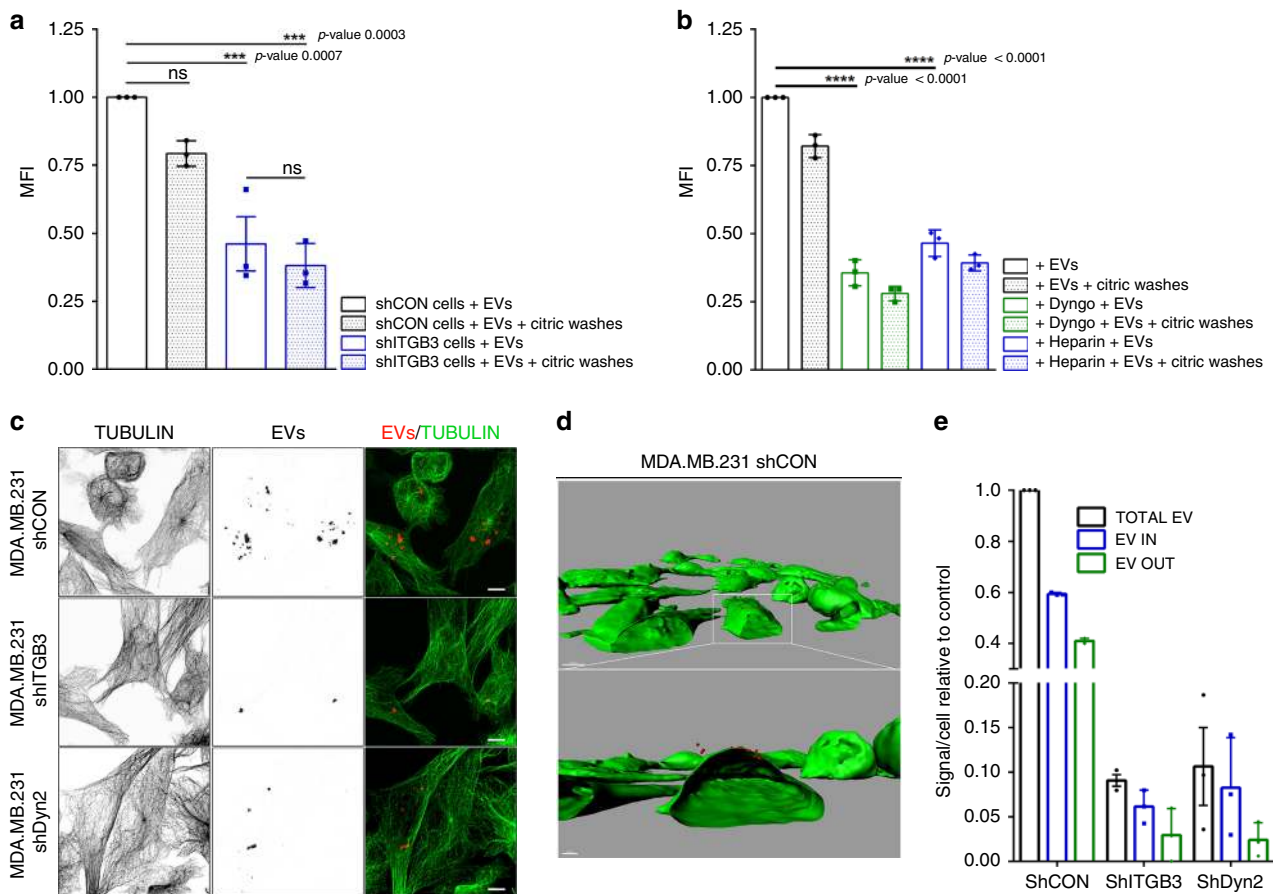 a
1.25
1.00
0.75
0.50
0.25
0.00
MFI
*** p-value 0.0003
*** p-value 0.0007
ns
ns
shCON cells + EVs
shCON cells + EVs + citric washes
shITGB3 cells + EVs
shITGB3 cells + EVs + citric washes
b
1.25
1.00
0.75
0.50
0.25
0.00
MFI
**** p-value < 0.0001
**** p-value < 0.0001
+ EVs
+ EVs + citric washes
+ Dyngo + EVs
+ Dyngo + EVs + citric washes
+ Heparin + EVs
+ Heparin + EVs + citric washes
c
TUBULIN
EVs
EVs/TUBULIN
MDA.MB.231
shCON
MDA.MB.231
shITGB3
MDA.MB.231
shDyn2
d
MDA.MB.231 shCON
e
1.0
0.8
0.6
0.4
0.20
0.15
0.10
0.05
0.00
Signal/cell relative to control
TOTAL EV
EV IN
EV OUT
ShCON
ShITGB3
ShDyn2